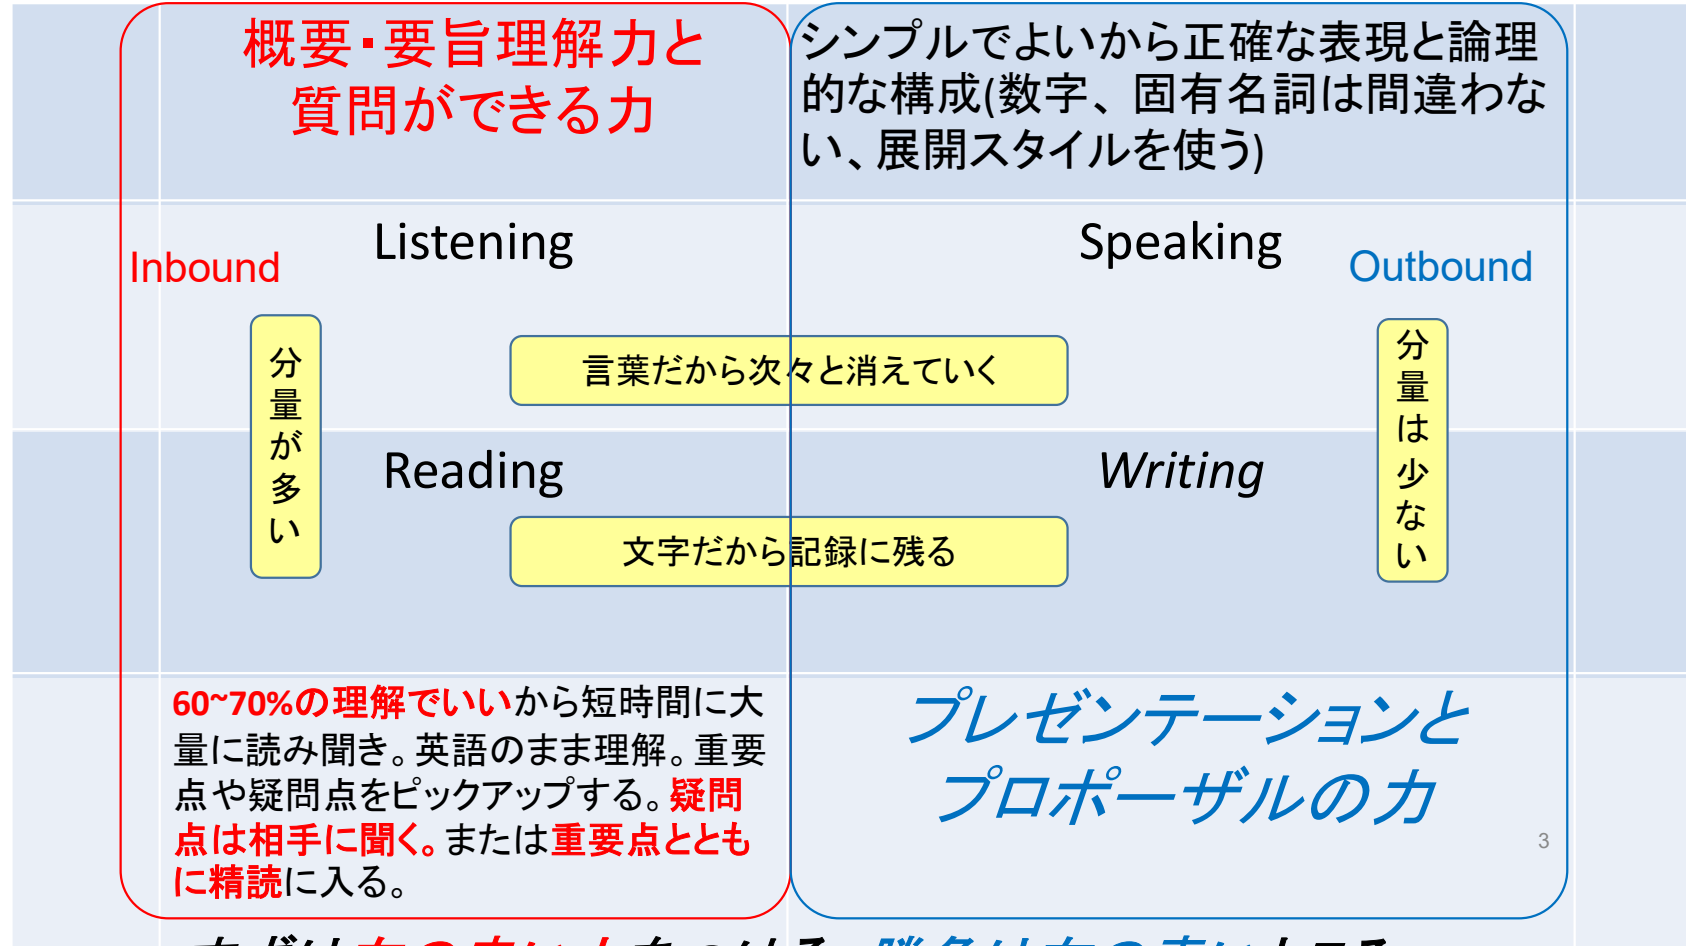 概要・要旨理解力と
質問ができる力
シンプルでよいから正確な表現と論理
的な構成(数字、固有名詞は間違わな
い、展開スタイルを使う)
Listening
Speaking
Inbound
Outbound
分量が多い
言葉だから次々と消えていく
分量は少ない
Reading
Writing
文字だから記録に残る
60~70%の理解でいいから短時間に大
量に読み聞き。英語のまま理解。重要
点や疑問点をピックアップする。疑問
点は相手に聞く。または重要点ととも
に精読に入る。
プレゼンテーションと
プロポーザルの力
3